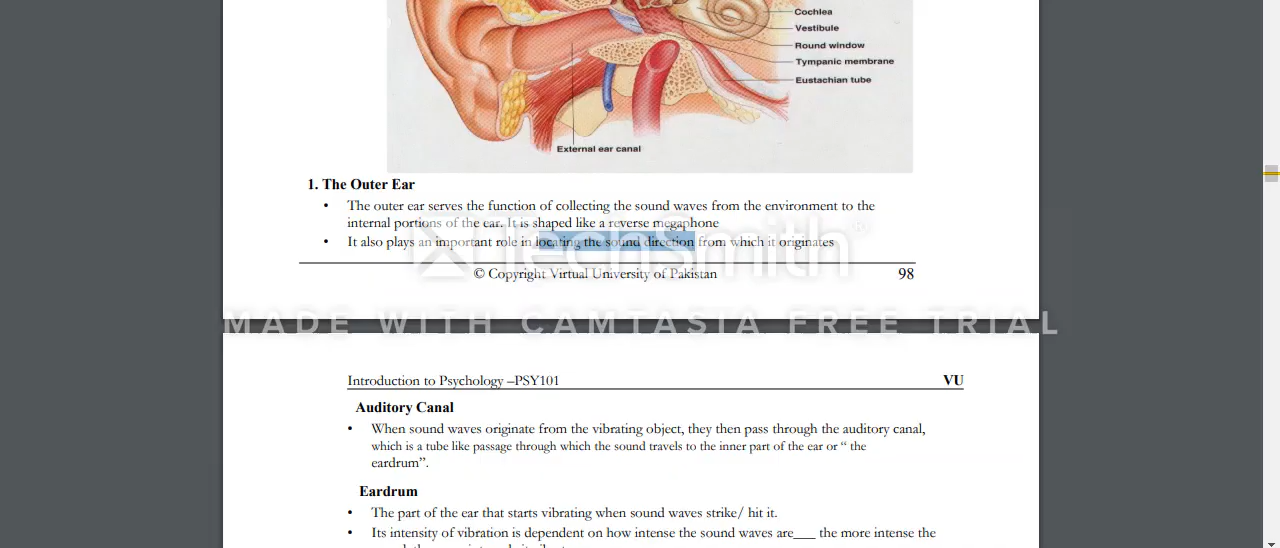 Cochlea
Vestibule
Round window
Tympanic membrane
Eustachian tube
External ear canal
1. The Outer Ear
• The outer ear serves the function of collecting the sound waves from the environment to the
internal portions of the ear. It is shaped like a reverse megaphone
• It also plays an important role in locating the sound direction from which it originates
TechSmith
© Copyright Virtual University of Pakistan 98
MADE WITH CAMTASIA FREE TRIAL
Introduction to Psychology –PSY101 VU
Auditory Canal
• When sound waves originate from the vibrating object, they then pass through the auditory canal,
which is a tube like passage through which the sound travels to the inner part of the ear or “ the
eardrum”.
Eardrum
• The part of the ear that starts vibrating when sound waves strike/ hit it.
• Its intensity of vibration is dependent on how intense the sound waves are___ the more intense the